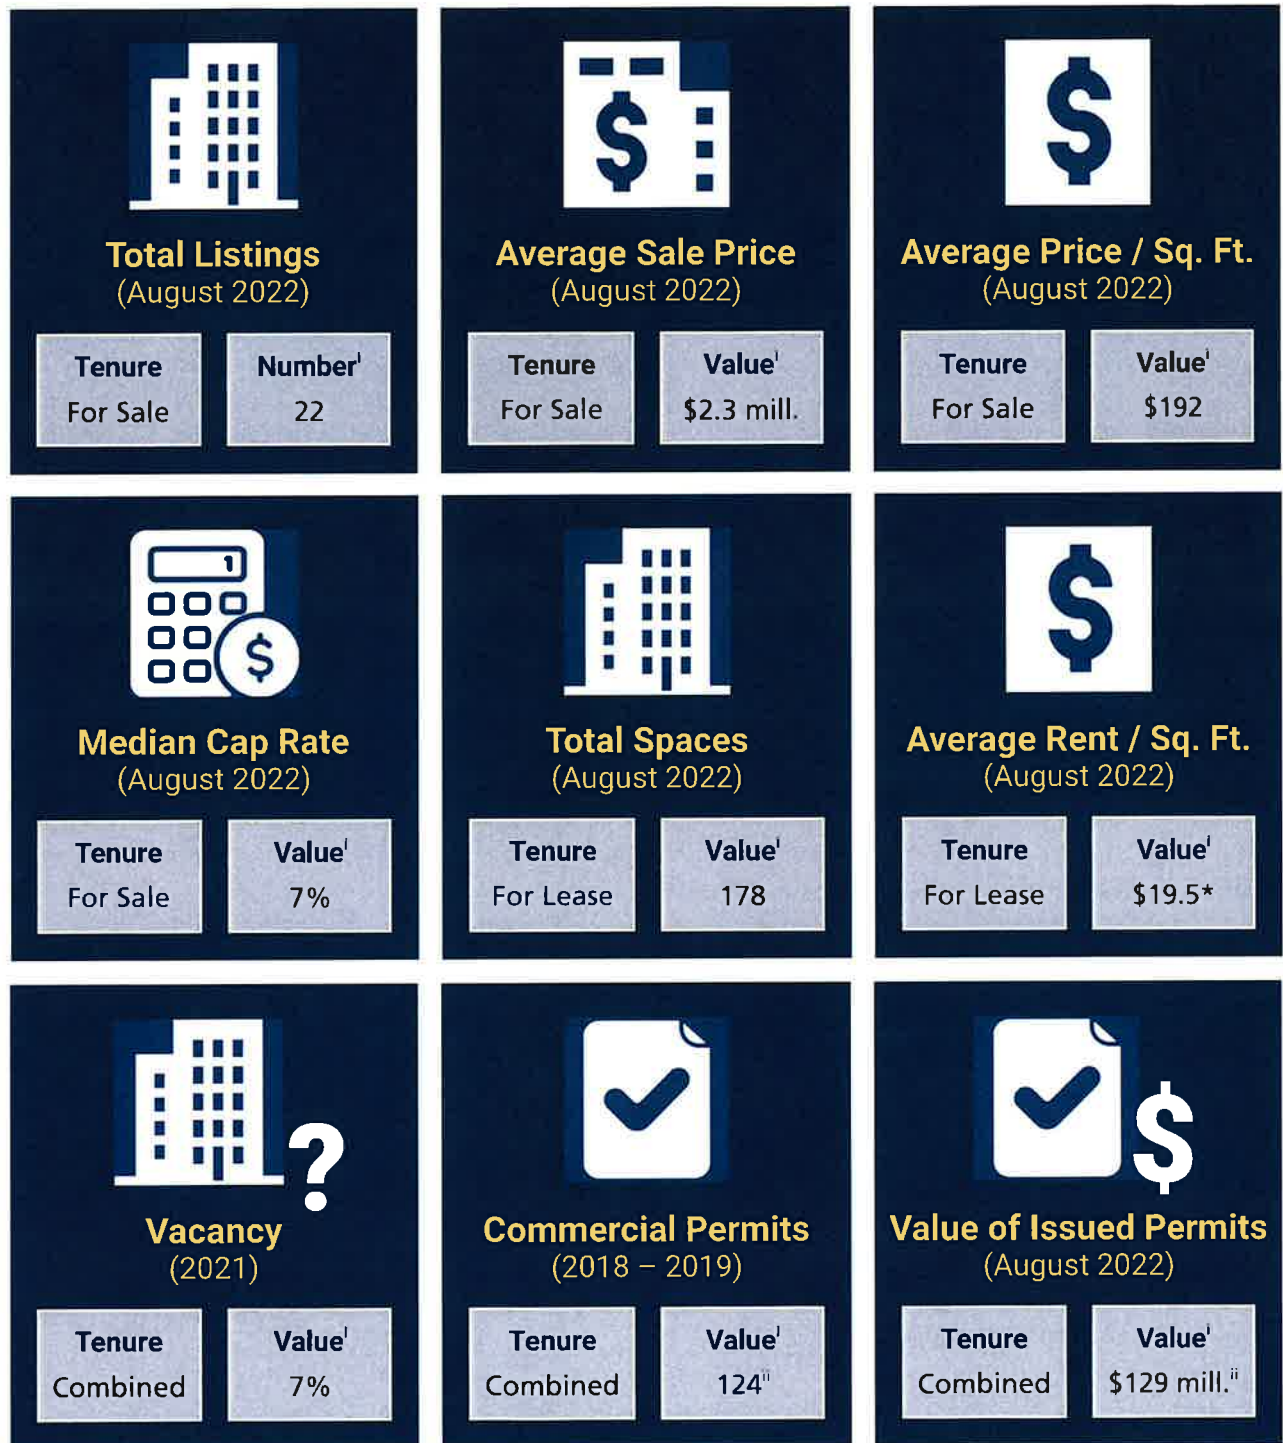 Total Listings
(August 2022)
Tenure
For Sale
Numberⁱ
22
Average Sale Price
(August 2022)
Tenure
For Sale
Valueⁱ
$2.3 mill.
Average Price / Sq. Ft.
(August 2022)
Tenure
For Sale
Valueⁱ
$192
1
$
Median Cap Rate
(August 2022)
Tenure
For Sale
Valueⁱ
7%
Total Spaces
(August 2022)
Tenure
For Lease
Valueⁱ
178
$
Average Rent / Sq. Ft.
(August 2022)
Tenure
For Lease
Valueⁱ
$19.5*
?
Vacancy
(2021)
Tenure
Combined
Valueⁱ
7%
Commercial Permits
(2018 – 2019)
Tenure
Combined
Valueⁱ
124ⁱⁱ
$
Value of Issued Permits
(August 2022)
Tenure
Combined
Valueⁱ
$129 mill.ⁱⁱ